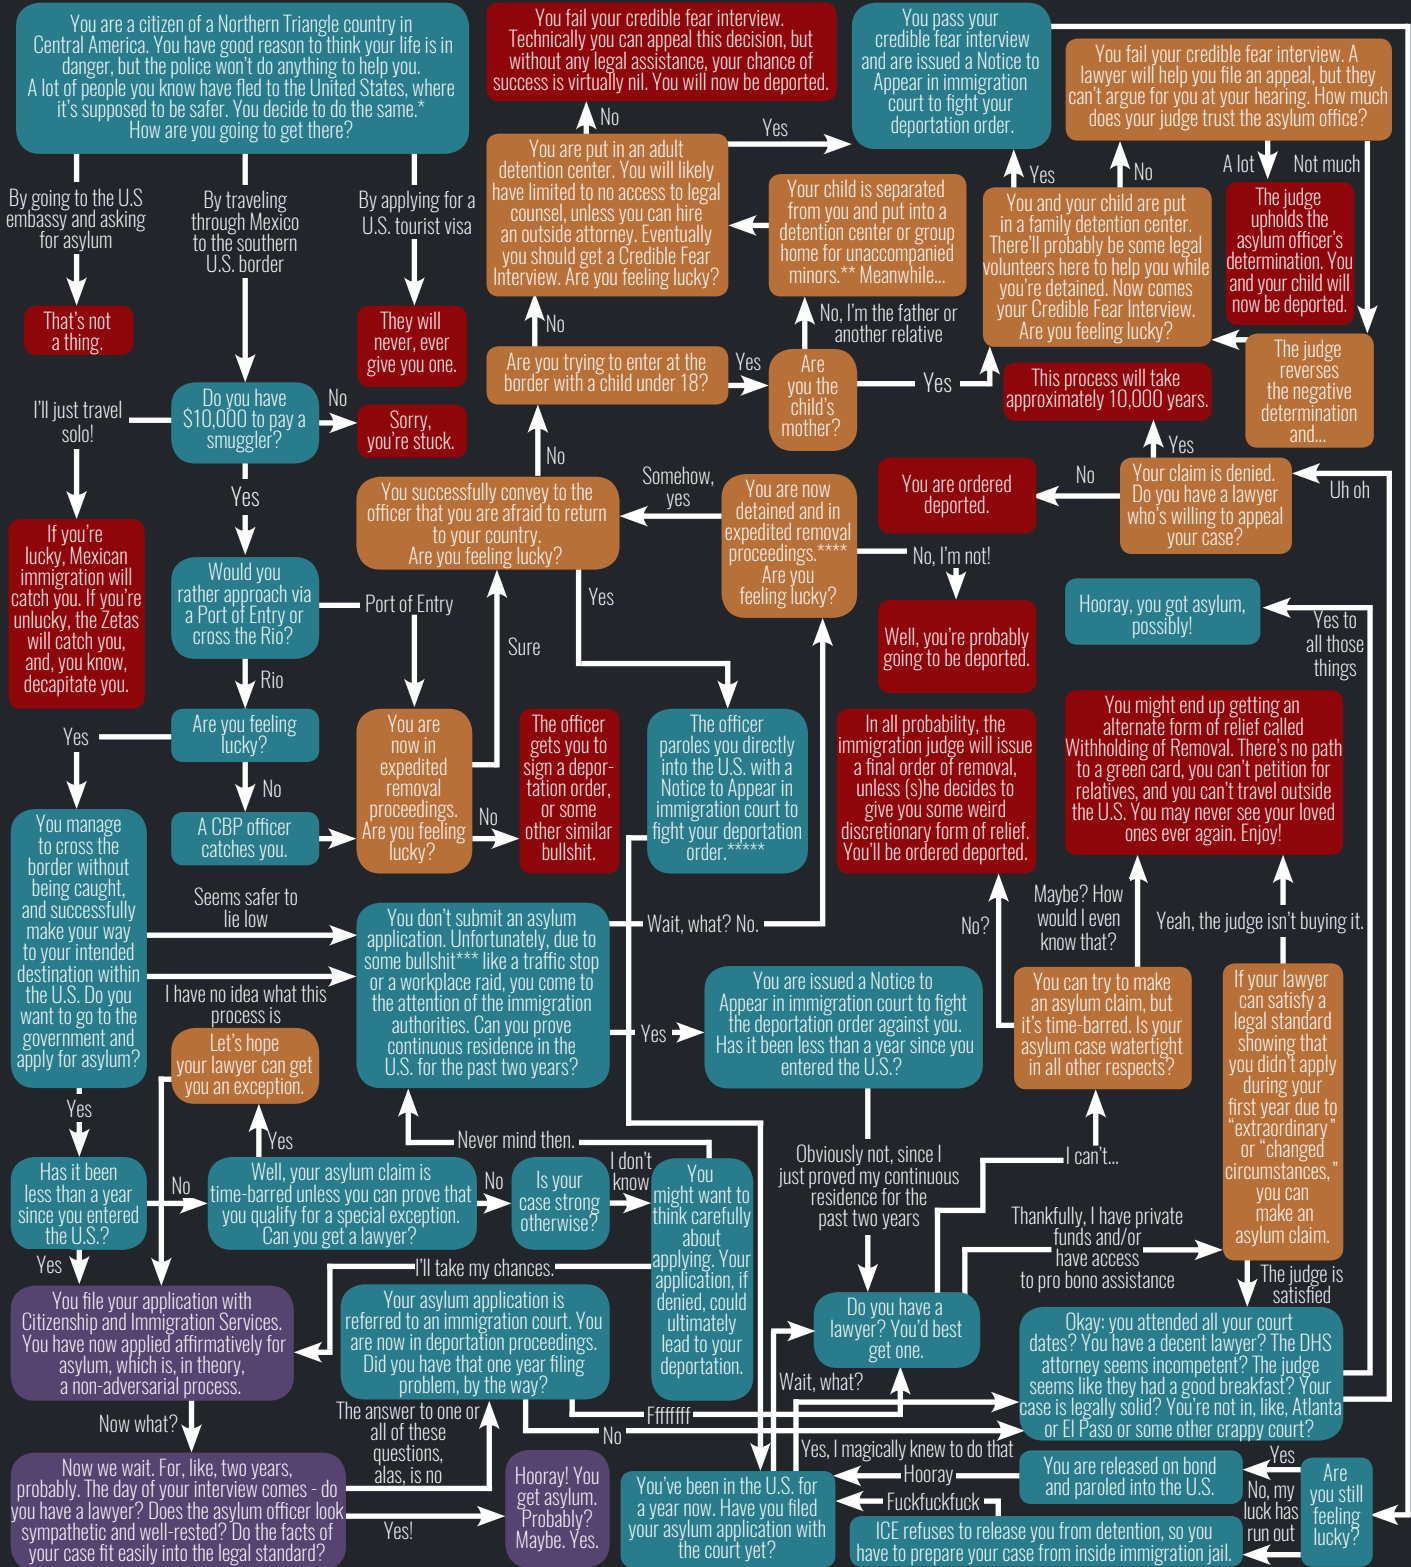 You are a citizen of a Northern Triangle country in
Central America. You have good reason to think your life is in
danger, but the police won't do anything to help you.
A lot of people you know have fled to the United States, where
it's supposed to be safer. You decide to do the same.*
How are you going to get there?
By going to the U.S
embassy and asking
for asylum
By traveling
through Mexico
to the southern
U.S. border
By applying for a
U.S. tourist visa
That's not
a thing.
They will
never, ever
give you one.
Do you have
$10,000 to pay a
smuggler?
I'll just travel
solo!
No
Sorry,
you're stuck.
Yes
If you're
lucky, Mexican
immigration will
catch you. If you're
unlucky, the Zetas
will catch you,
and, you know,
decapitate you.
Would you
rather approach via
a Port of Entry or
cross the Rio?
Port of Entry
Rio
Are you feeling
lucky?
Yes
No
A CBP officer
catches you.
You are
now in
expedited
removal
proceedings.
Are you feeling
lucky?
Sure
No
The officer
gets you to
sign a depor-
tation order,
or some
other similar
bullshit.
You successfully convey to the
officer that you are afraid to return
to your country.
Are you feeling lucky?
No
Yes
The officer
paroles you directly
into the U.S. with a
Notice to Appear in
immigration court to
fight your deportation
order.*****
Are you trying to enter at the
border with a child under 18?
No
Yes
Are
you the
child's
mother?
No, I'm the father or
another relative
Yes
Your child is separated
from you and put into a
detention center or group
home for unaccompanied
minors.** Meanwhile...
You are put in an adult
detention center. You will likely
have limited to no access to legal
counsel, unless you can hire
an outside attorney. Eventually
you should get a Credible Fear
Interview. Are you feeling lucky?
No
Yes
You fail your credible fear interview.
Technically you can appeal this decision, but
without any legal assistance, your chance of
success is virtually nil. You will now be deported.
You pass your
credible fear interview
and are issued a Notice to
Appear in immigration
court to fight your
deportation order.
You fail your credible fear interview. A
lawyer will help you file an appeal, but they
can't argue for you at your hearing. How much
does your judge trust the asylum office?
A lot
Not much
Yes
No
You and your child are put
in a family detention center.
There'll probably be some legal
volunteers here to help you while
you're detained. Now comes
your Credible Fear Interview.
Are you feeling lucky?
The judge
upholds the
asylum officer's
determination. You
and your child will
now be deported.
The judge
reverses
the negative
determination
and...
This process will take
approximately 10,000 years.
Yes
Your claim is denied.
Do you have a lawyer
who's willing to appeal
your case?
No
Uh oh
You are ordered
deported.
Somehow,
yes
You are now
detained and in
expedited removal
proceedings.****
Are you
feeling lucky?
No, I'm not!
Well, you're probably
going to be deported.
Hooray, you got asylum,
possibly!
Yes to
all those
things
In all probability, the
immigration judge will issue
a final order of removal,
unless (s)he decides to
give you some weird
discretionary form of relief.
You'll be ordered deported.
You might end up getting an
alternate form of relief called
Withholding of Removal. There's no path
to a green card, you can't petition for
relatives, and you can't travel outside
the U.S. You may never see your loved
ones ever again. Enjoy!
You manage
to cross the
border without
being caught,
and successfully
make your way
to your intended
destination within
the U.S. Do you
want to go to the
government and
apply for asylum?
Seems safer to
lie low
I have no idea what this
process is
You don't submit an asylum
application. Unfortunately, due to
some bullshit*** like a traffic stop
or a workplace raid, you come to
the attention of the immigration
authorities. Can you prove
continuous residence in the
U.S. for the past two years?
Wait, what? No.
Yes
You are issued a Notice to
Appear in immigration court to fight
the deportation order against you.
Has it been less than a year since you
entered the U.S.?
No?
Maybe? How
would I even
know that?
Yeah, the judge isn't buying it.
You can try to make
an asylum claim, but
it's time-barred. Is your
asylum case watertight
in all other respects?
If your lawyer
can satisfy a
legal standard
showing that
you didn't apply
during your
first year due to
"extraordinary"
or "changed
circumstances,"
you can
make an
asylum claim.
Let's hope
your lawyer can get
you an exception.
Yes
Yes
Has it been
less than a year
since you entered
the U.S.?
No
Well, your asylum claim is
time-barred unless you can prove that
you qualify for a special exception.
Can you get a lawyer?
No
Is your
case strong
otherwise?
I don't
know
Never mind then.
You
might want to
think carefully
about
applying. Your
application, if
denied, could
ultimately
lead to your
deportation.
Obviously not, since I
just proved my continuous
residence for the
past two years
I can't...
Thankfully, I have private
funds and/or
have access
to pro bono assistance
The judge is
satisfied
Yes
I'll take my chances.
You file your application with
Citizenship and Immigration Services.
You have now applied affirmatively for
asylum, which is, in theory,
a non-adversarial process.
Now what?
Your asylum application is
referred to an immigration court. You
are now in deportation proceedings.
Did you have that one year filing
problem, by the way?
Do you have a
lawyer? You'd best
get one.
Okay: you attended all your court
dates? You have a decent lawyer? The DHS
attorney seems incompetent? The judge
seems like they had a good breakfast? Your
case is legally solid? You're not in, like, Atlanta
or El Paso or some other crappy court?
Wait, what?
Fffffff
No
The answer to one or
all of these
questions,
alas, is no
Yes, I magically knew to do that
Now we wait. For, like, two years,
probably. The day of your interview comes - do
you have a lawyer? Does the asylum officer look
sympathetic and well-rested? Do the facts of
your case fit easily into the legal standard?
Yes!
Hooray! You
get asylum.
Probably?
Maybe. Yes.
You've been in the U.S. for
a year now. Have you filed
your asylum application with
the court yet?
Hooray
Fuckfuckfuck
You are released on bond
and paroled into the U.S.
Yes
No, my
luck has
run out
Are
you still
feeling
lucky?
ICE refuses to release you from detention, so you
have to prepare your case from inside immigration jail.